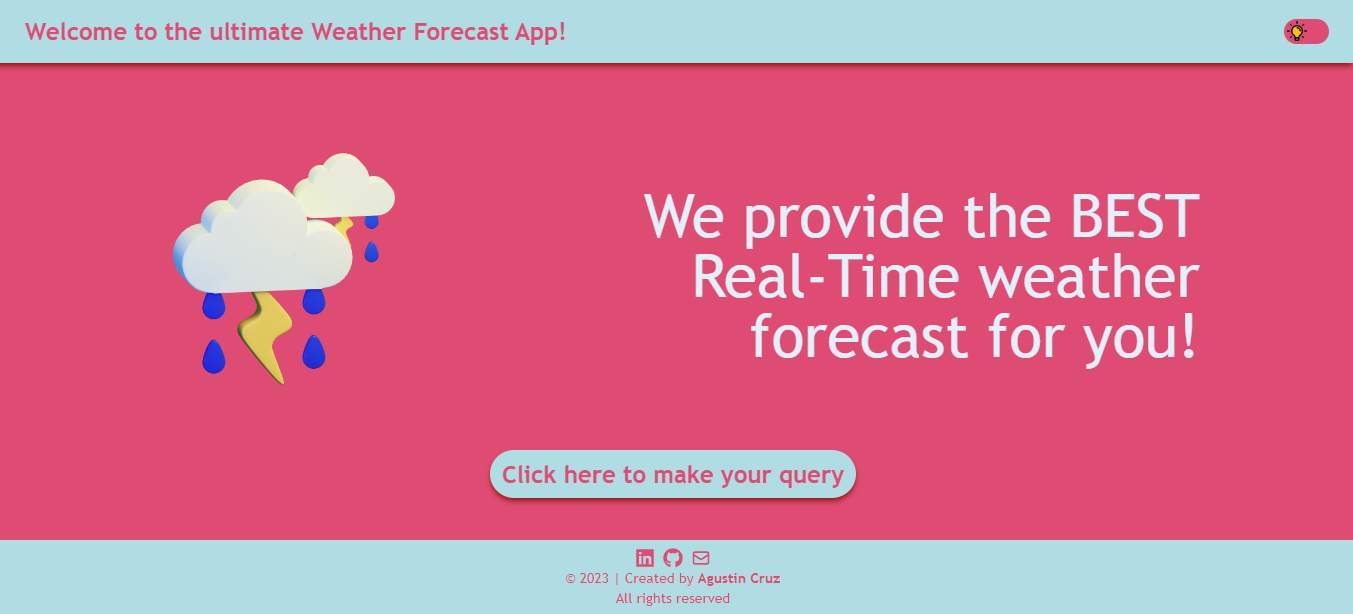 Welcome to the ultimate Weather Forecast App!
We provide the BEST
Real-Time weather
forecast for you!
Click here to make your query
© 2023 | Created by Agustin Cruz
All rights reserved